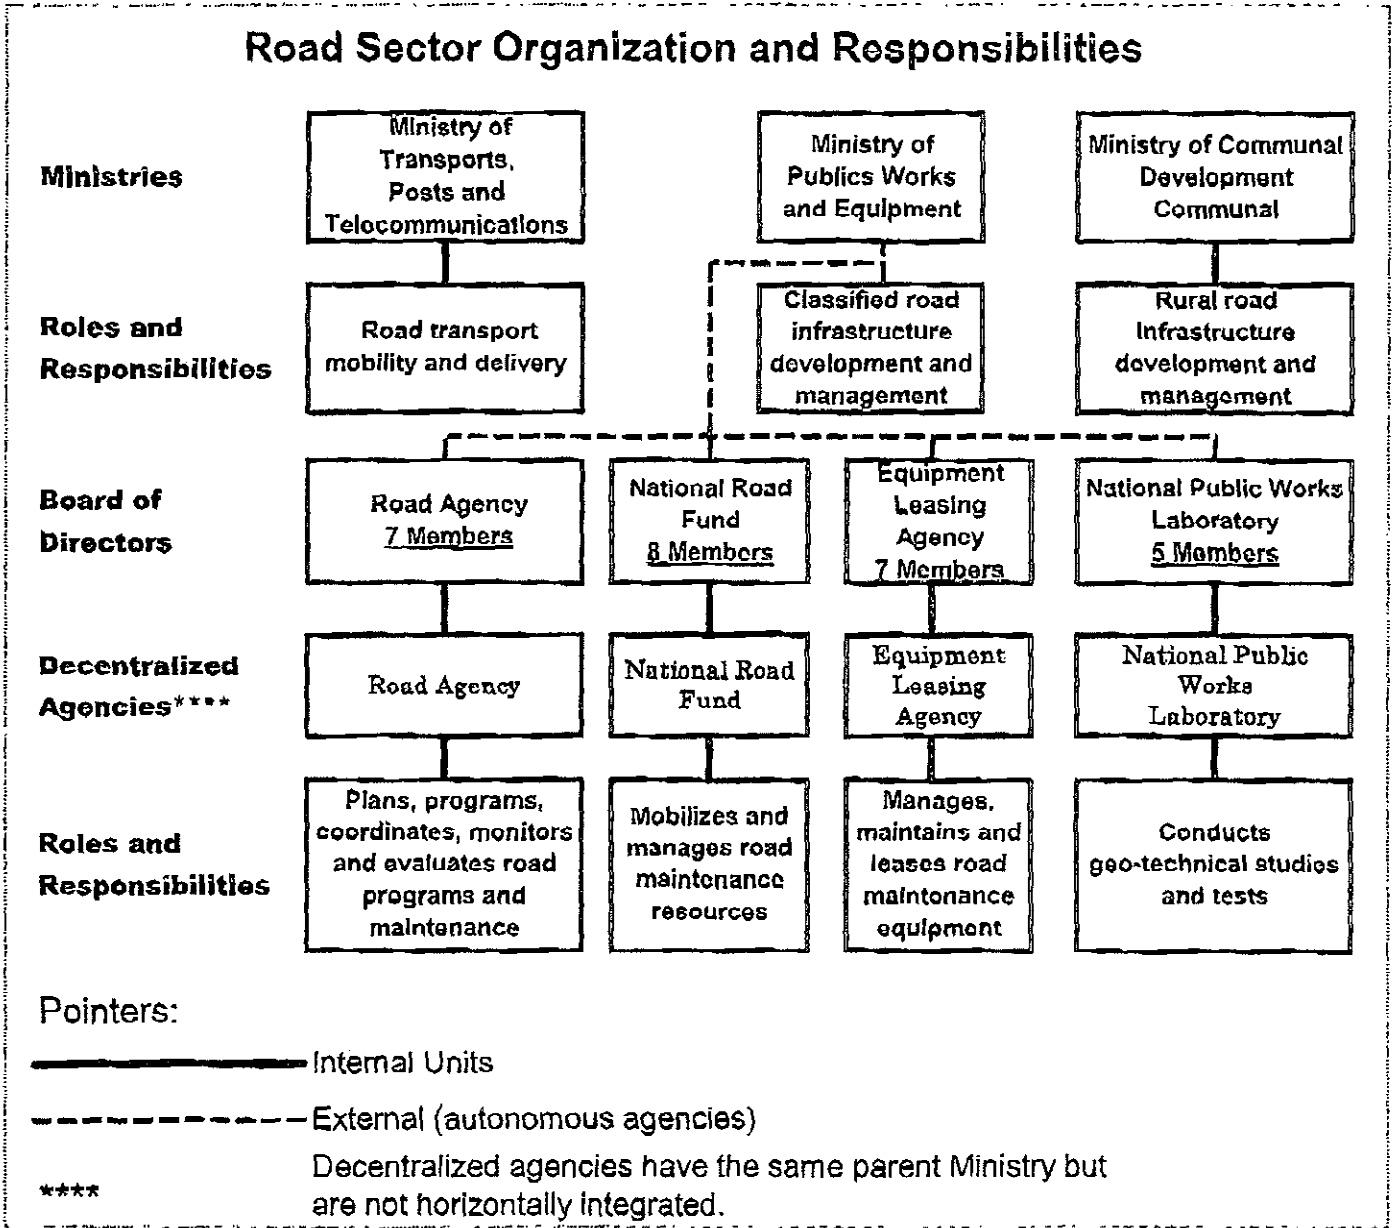 Road Sector Organization and Responsibilities
Ministries
Ministry of
Transports,
Posts and
Telecommunications
Ministry of
Publics Works
and Equipment
Ministry of Communal
Development
Communal
Roles and
Responsibilities
Road transport
mobility and delivery
Classified road
infrastructure
development and
management
Rural road
Infrastructure
development and
management
Board of
Directors
Road Agency
7 Members
National Road
Fund
8 Members
Equipment
Leasing
Agency
7 Members
National Public Works
Laboratory
5 Members
Decentralized
Agencies****
Road Agency
National Road
Fund
Equipment
Leasing
Agency
National Public
Works
Laboratory
Roles and
Responsibilities
Plans, programs,
coordinates, monitors
and evaluates road
programs and
maintenance
Mobilizes and
manages road
maintenance
resources
Manages,
maintains and
leases road
maintenance
equipment
Conducts
geo-technical studies
and tests
Pointers:
Internal Units
External (autonomous agencies)
**** Decentralized agencies have the same parent Ministry but
are not horizontally integrated.